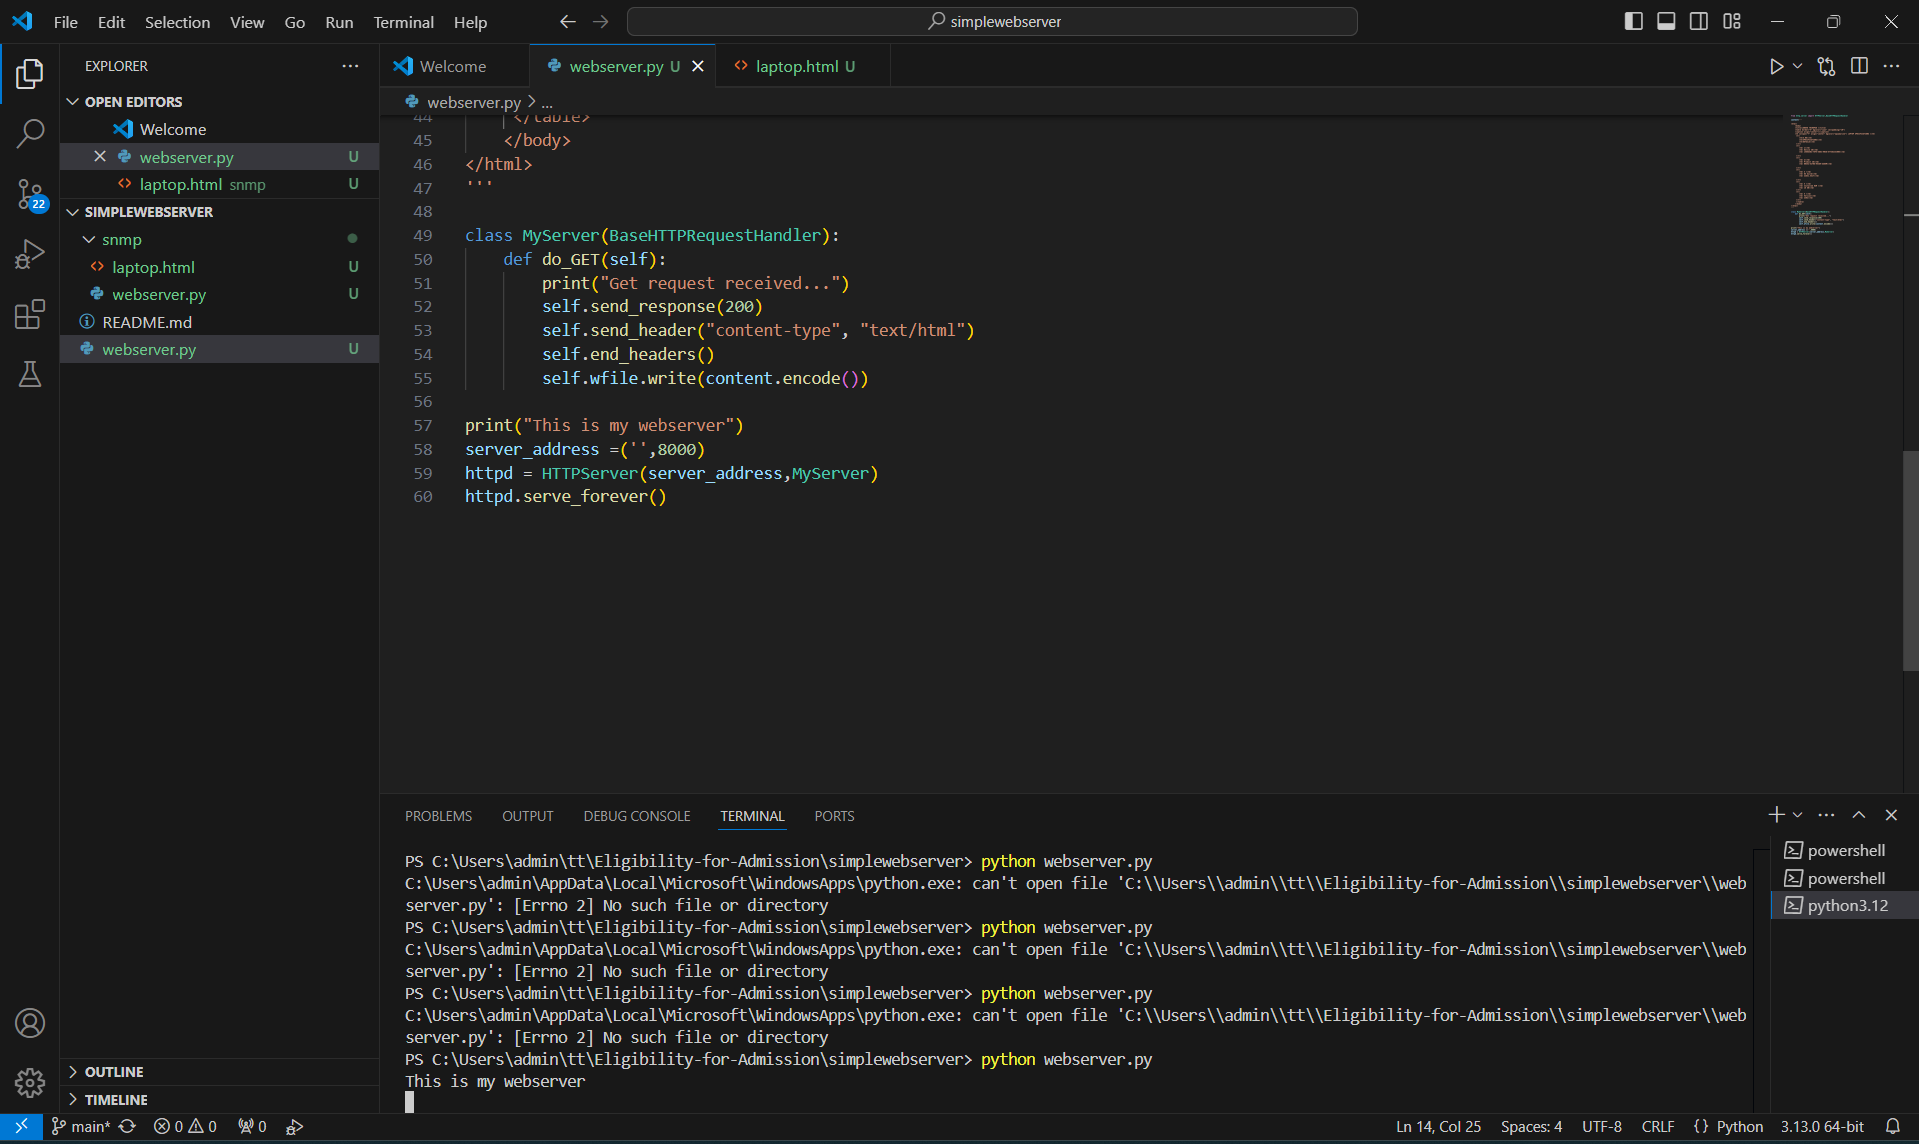 File Edit Selection View Go Run Terminal Help
simplewebserver
EXPLORER
OPEN EDITORS
Welcome
webserver.py U
laptop.html snmp U
SIMPLEWEBSERVER
snmp
laptop.html U
webserver.py U
README.md
webserver.py U
OUTLINE
TIMELINE
22
Welcome
webserver.py U
laptop.html U
webserver.py > ...
44 </table>
45 </body>
46 </html>
47 '''
48
49 class MyServer(BaseHTTPRequestHandler):
50 def do_GET(self):
51 print("Get request received...")
52 self.send_response(200)
53 self.send_header("content-type", "text/html")
54 self.end_headers()
55 self.wfile.write(content.encode())
56
57 print("This is my webserver")
58 server_address =('',8000)
59 httpd = HTTPServer(server_address,MyServer)
60 httpd.serve_forever()
PROBLEMS OUTPUT DEBUG CONSOLE TERMINAL PORTS
PS C:\Users\admin\tt\Eligibility-for-Admission\simplewebserver> python webserver.py
C:\Users\admin\AppData\Local\Microsoft\WindowsApps\python.exe: can't open file 'C:\\Users\\admin\\tt\\Eligibility-for-Admission\\simplewebserver\\web
server.py': [Errno 2] No such file or directory
PS C:\Users\admin\tt\Eligibility-for-Admission\simplewebserver> python webserver.py
C:\Users\admin\AppData\Local\Microsoft\WindowsApps\python.exe: can't open file 'C:\\Users\\admin\\tt\\Eligibility-for-Admission\\simplewebserver\\web
server.py': [Errno 2] No such file or directory
PS C:\Users\admin\tt\Eligibility-for-Admission\simplewebserver> python webserver.py
C:\Users\admin\AppData\Local\Microsoft\WindowsApps\python.exe: can't open file 'C:\\Users\\admin\\tt\\Eligibility-for-Admission\\simplewebserver\\web
server.py': [Errno 2] No such file or directory
PS C:\Users\admin\tt\Eligibility-for-Admission\simplewebserver> python webserver.py
This is my webserver
powershell
powershell
python3.12
main* 0 0 0 Ln 14, Col 25 Spaces: 4 UTF-8 CRLF {} Python 3.13.0 64-bit